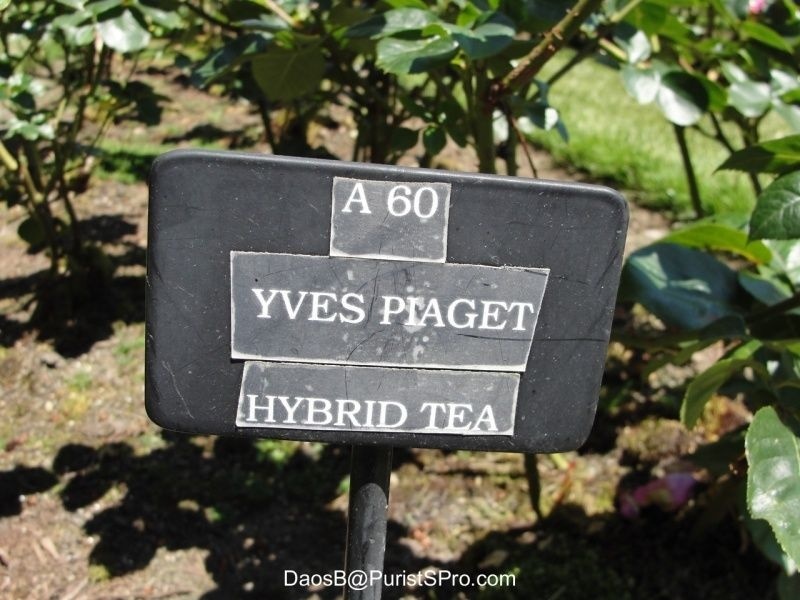 A 60
YVES PIAGET
HYBRID TEA
DaosB@PuristSPro.com